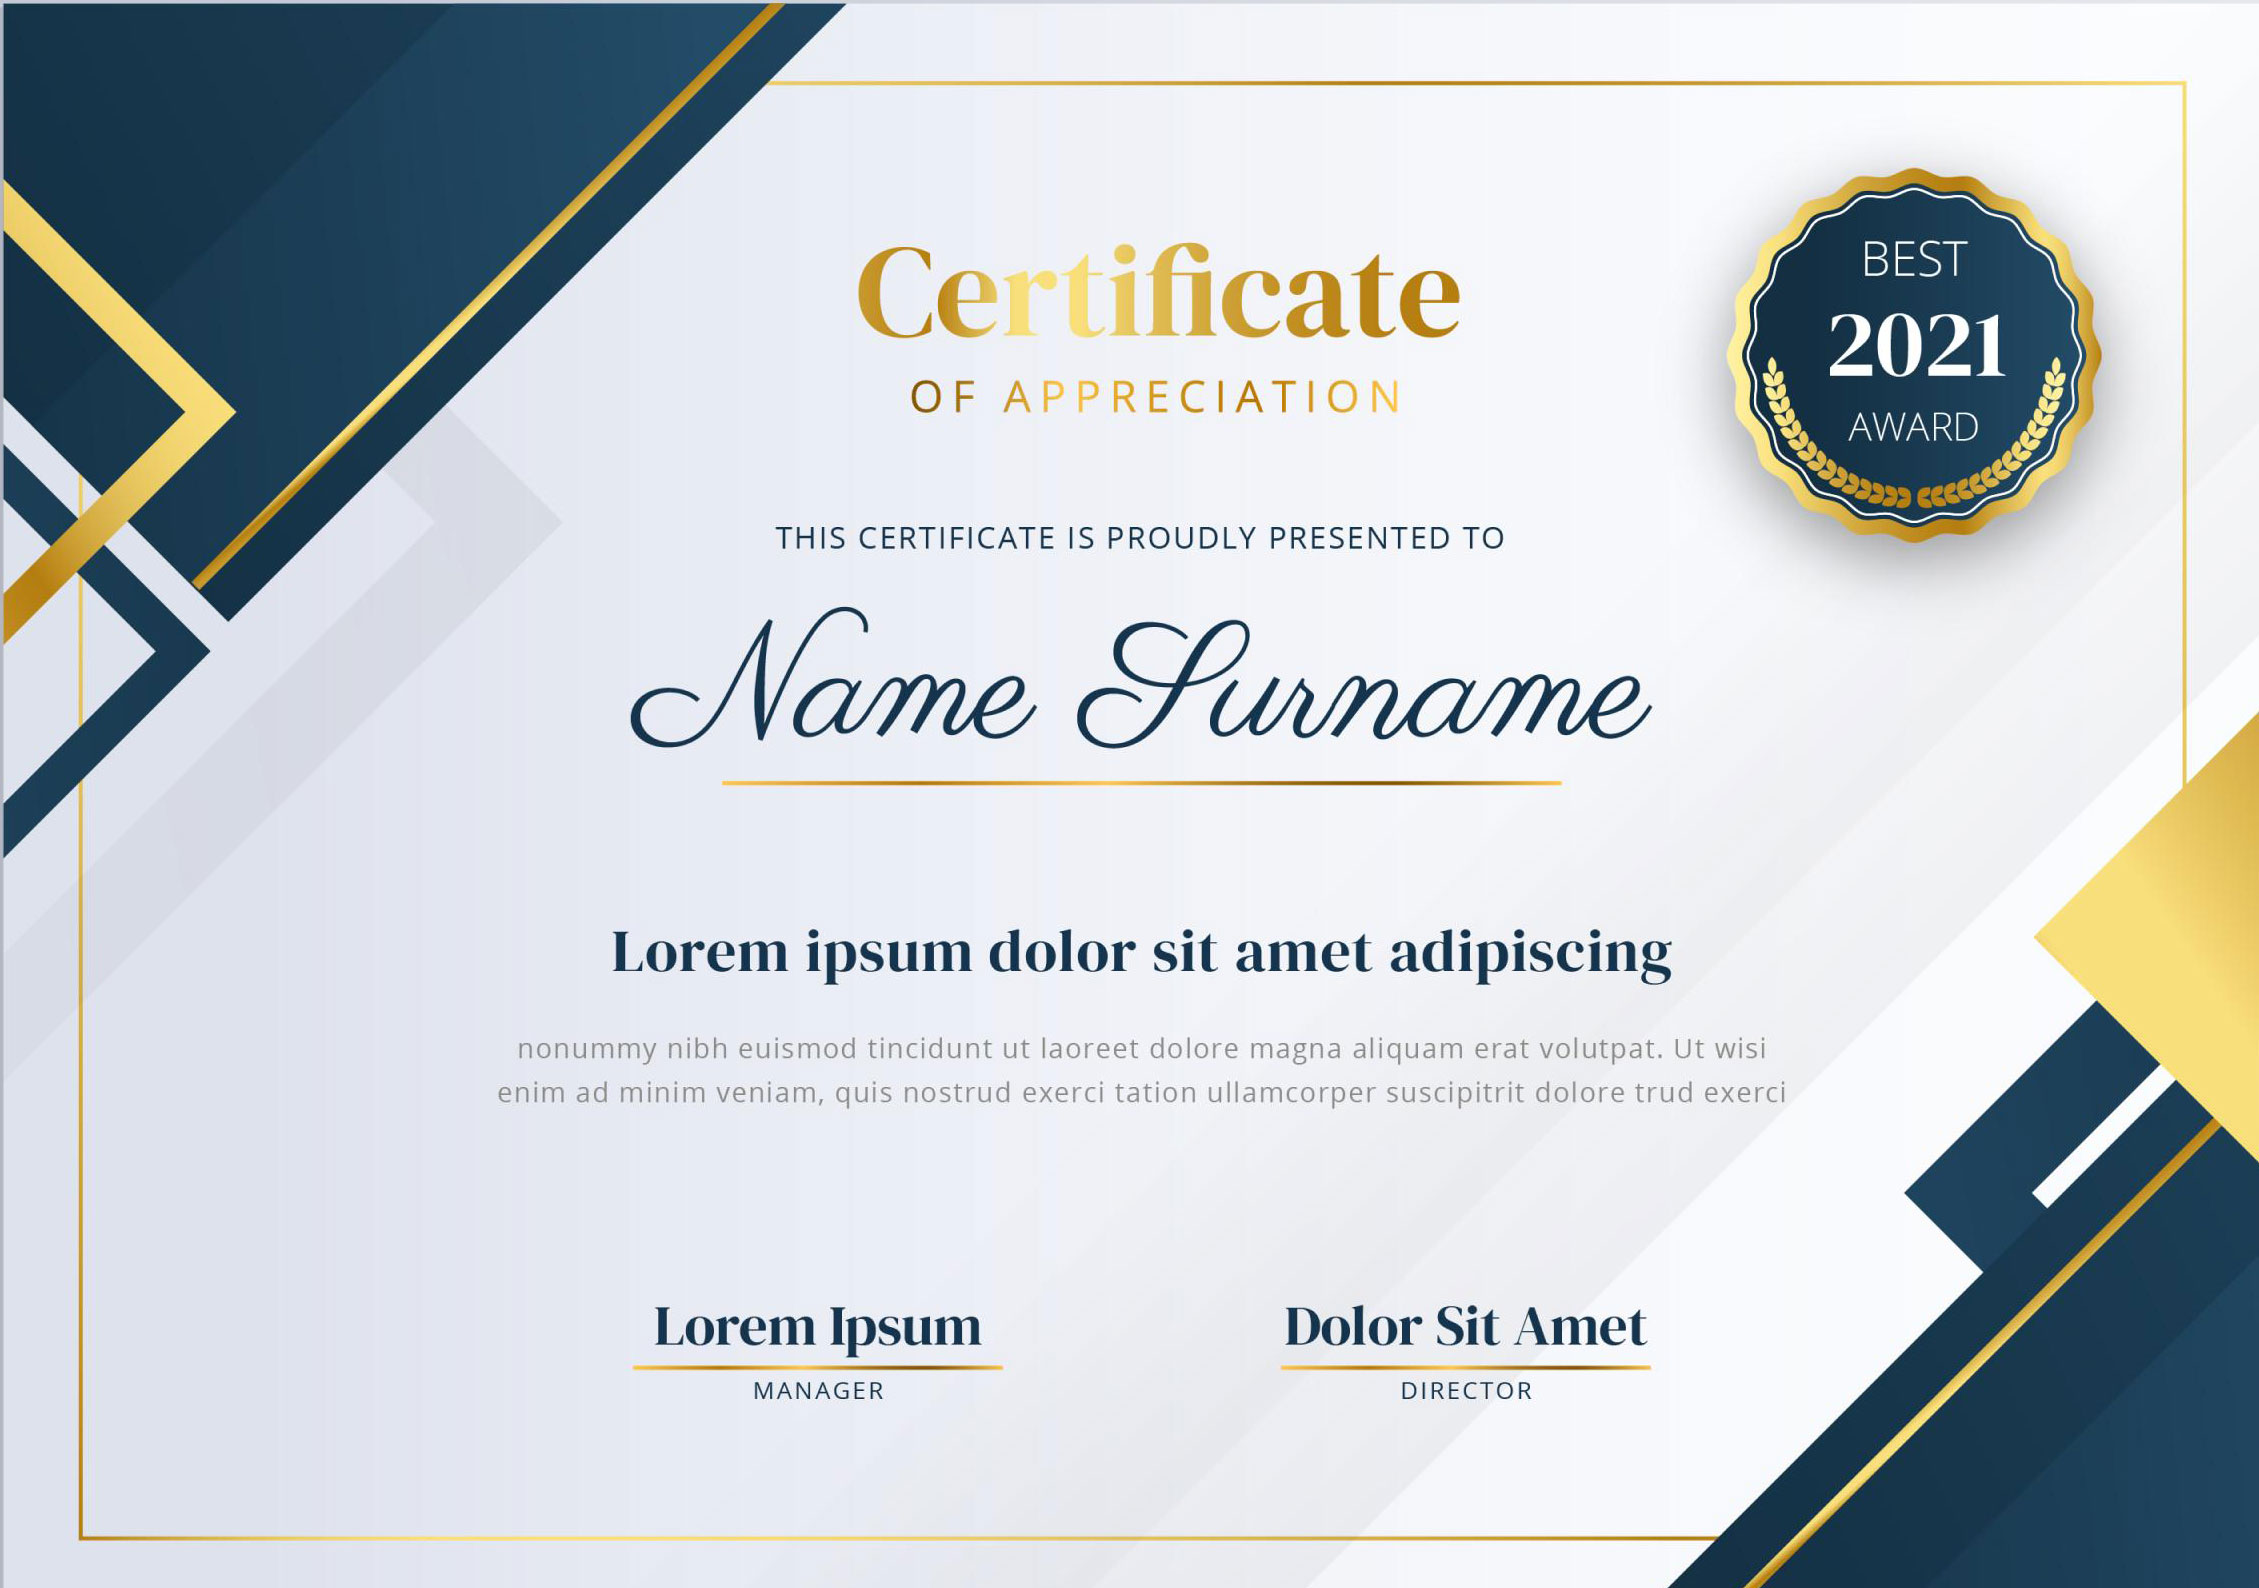 Certificate
OF APPRECIATION
BEST
2021
AWARD
THIS CERTIFICATE IS PROUDLY PRESENTED TO
Name Surname
Lorem ipsum dolor sit amet adipiscing
nonummy nibh euismod tincidunt ut laoreet dolore magna aliquam erat volutpat. Ut wisi
enim ad minim veniam, quis nostrud exerci tation ullamcorper suscipitrit dolore trud exerci
Lorem Ipsum
MANAGER
Dolor Sit Amet
DIRECTOR